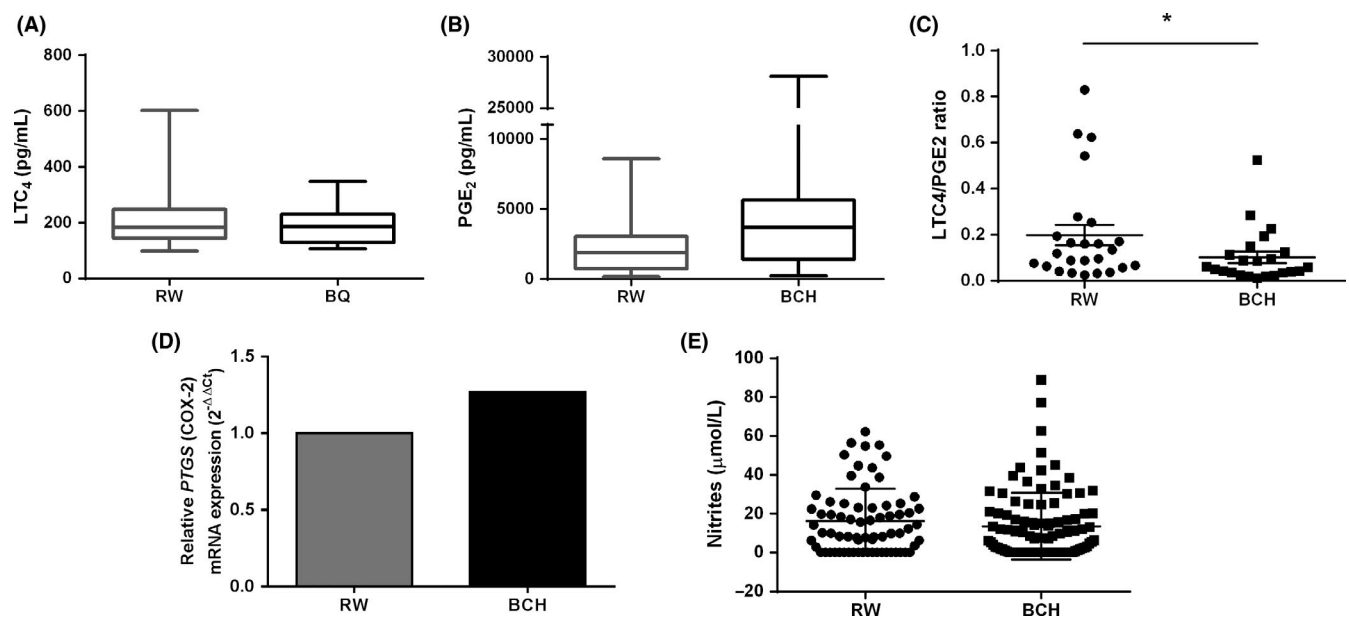 (A)
LTC4 (pg/mL)
800
600
400
200
0
RW BQ
(B)
PGE2 (pg/mL)
30000
25000
10000
5000
0
RW BCH
(C)
*
LTC4/PGE2 ratio
1.0
0.8
0.6
0.4
0.2
0.0
RW BCH
(D)
Relative PTGS (COX-2)
mRNA expression (2-ΔΔCt)
1.5
1.0
0.5
0.0
RW BCH
(E)
Nitrites (μmol/L)
100
80
60
40
20
0
–20
RW BCH